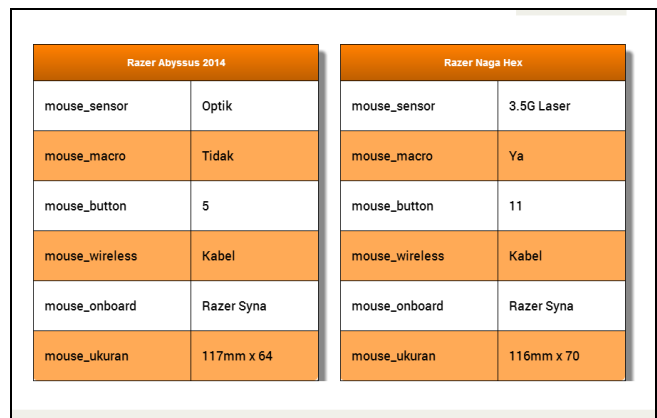 Razer Abyssus 2014
mouse_sensor Optik
mouse_macro Tidak
mouse_button 5
mouse_wireless Kabel
mouse_onboard Razer Syna
mouse_ukuran 117mm x 64
Razer Naga Hex
mouse_sensor 3.5G Laser
mouse_macro Ya
mouse_button 11
mouse_wireless Kabel
mouse_onboard Razer Syna
mouse_ukuran 116mm x 70